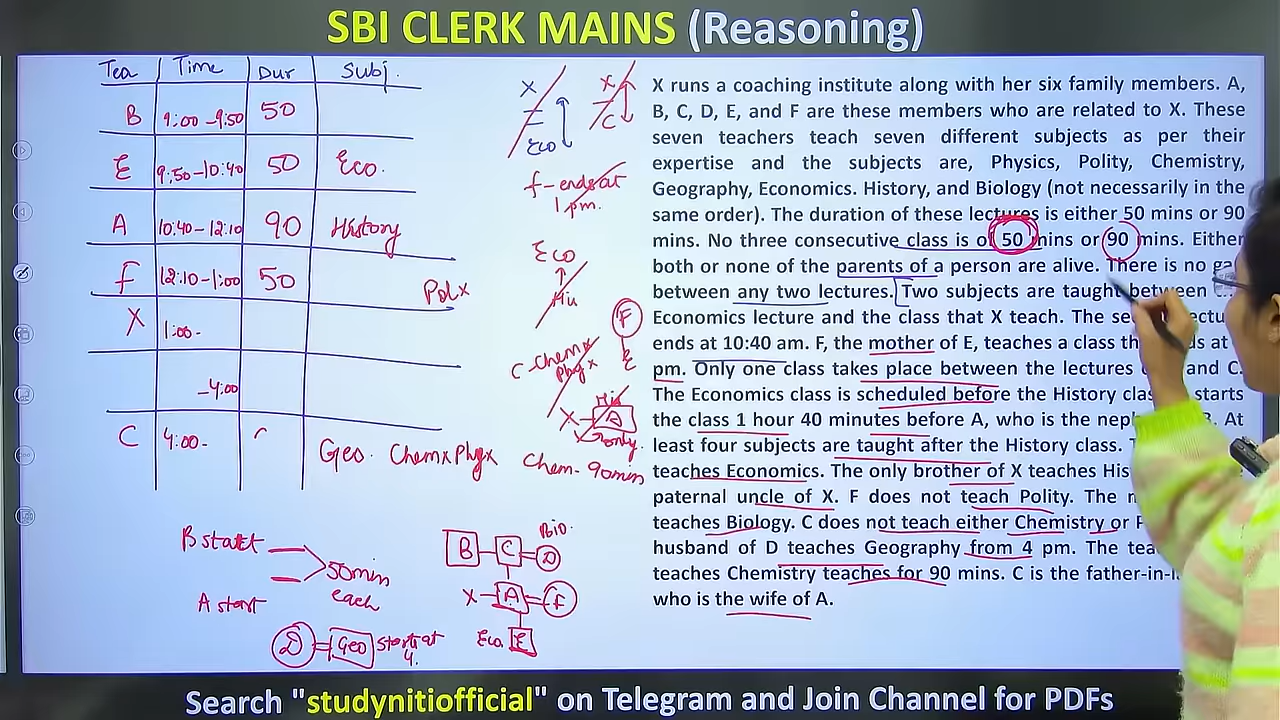 SBI CLERK MAINS (Reasoning)
Tea Time Dur Subj.
B 9:00 -9:50 50
E 9:50-10:40 50 Eco.
A 10:40-12:10 90 History
F 12:10-1:00 50 Pol x
X 1:00-
-4:00
C 4:00- Geo. Chem x Phy x
X
Eco
X
C
f-ends at
1 pm.
Eco
His
F
E
C - Chem x
Phy x
His
X - A
only.
Chem - 90 min
B start
50 min
each
A start
D = Geo start at
4.
B - C = D Bio.
X - A = F
Eco. E
X runs a coaching institute along with her six family members. A,
B, C, D, E, and F are these members who are related to X. These
seven teachers teach seven different subjects as per their
expertise and the subjects are, Physics, Polity, Chemistry,
Geography, Economics. History, and Biology (not necessarily in the
same order). The duration of these lectures is either 50 mins or 90
mins. No three consecutive class is of 50 mins or 90 mins. Either
both or none of the parents of a person are alive. There is no
between any two lectures. Two subjects are taught between
Economics lecture and the class that X teach. The
ends at 10:40 am. F, the mother of E, teaches a class at
pm. Only one class takes place between the lectures and C.
The Economics class is scheduled before the History starts
the class 1 hour 40 minutes before A, who is the At
least four subjects are taught after the History class.
teaches Economics. The only brother of X teaches
paternal uncle of X. F does not teach Polity. The
teaches Biology. C does not teach either Chemistry or
husband of D teaches Geography from 4 pm. The
teaches Chemistry teaches for 90 mins. C is the
who is the wife of A.
Search "studynitiofficial" on Telegram and Join Channel for PDFs